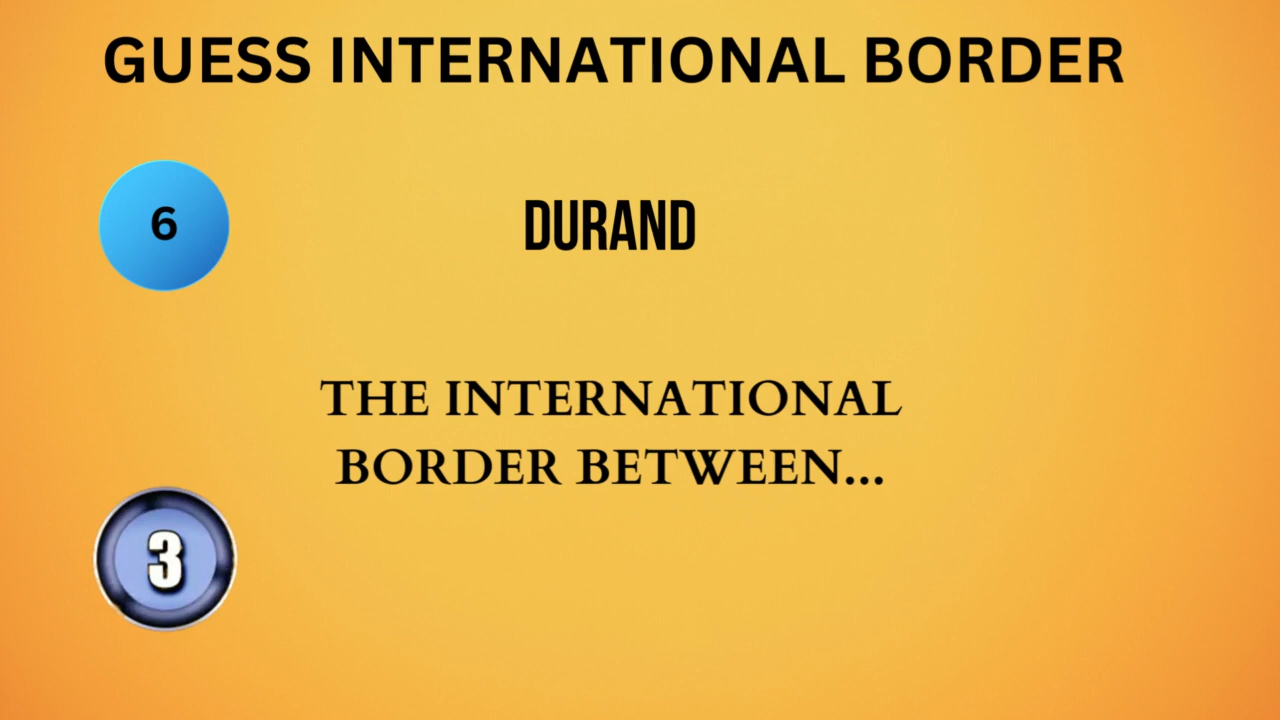 GUESS INTERNATIONAL BORDER
6
DURAND
THE INTERNATIONAL
BORDER BETWEEN...
3